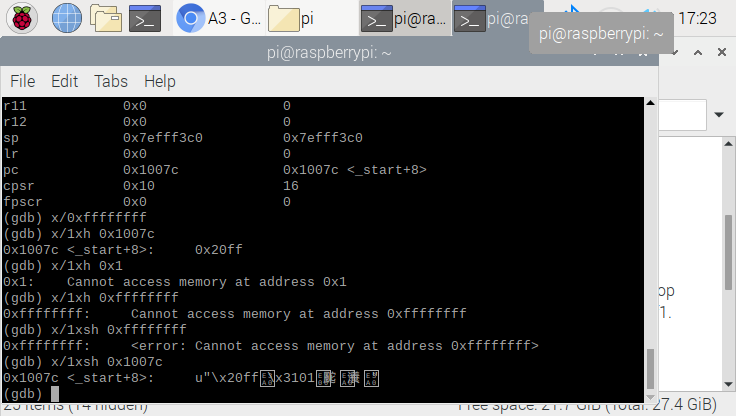 A3 - G...
pi
pi@ra...
pi@rasp
17:23
pi@raspberrypi: ~
pi@raspberrypi: ~
File Edit Tabs Help
r11 0x0 0
r12 0x0 0
sp 0x7efff3c0 0x7efff3c0
lr 0x0 0
pc 0x1007c 0x1007c <_start+8>
cpsr 0x10 16
fpscr 0x0 0
(gdb) x/0xffffffff
(gdb) x/1xh 0x1007c
0x1007c <_start+8>: 0x20ff
(gdb) x/1xh 0x1
0x1: Cannot access memory at address 0x1
(gdb) x/1xh 0xffffffff
0xffffffff: Cannot access memory at address 0xffffffff
(gdb) x/1xsh 0xffffffff
0xffffffff: <error: Cannot access memory at address 0xffffffff>
(gdb) x/1xsh 0x1007c
0x1007c <_start+8>: u"\x20ff
x3101
(gdb)
op
1.
25 items (14 hidden) Free space: 21.7 GiB (Total: 27.4 GiB)